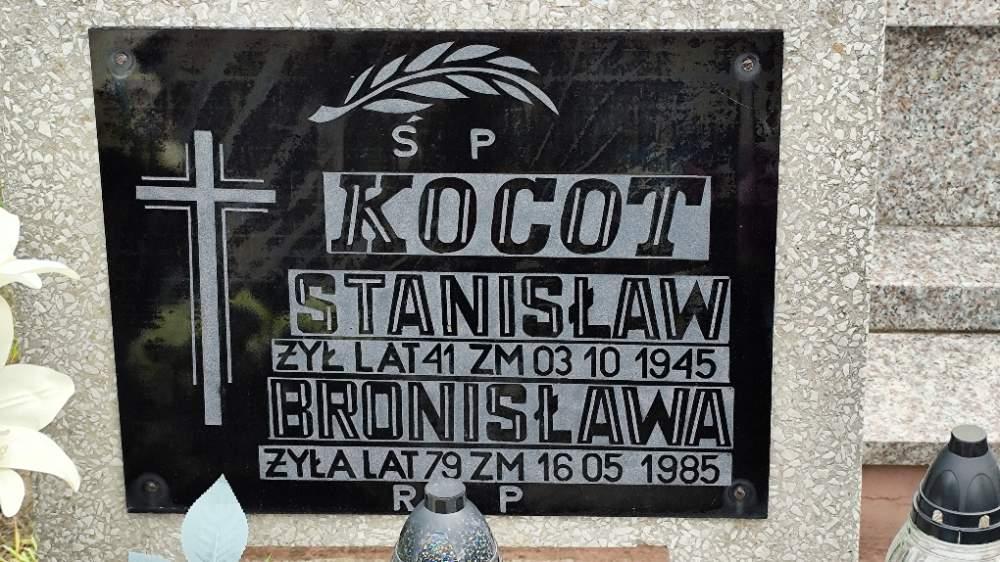 Ś P
KOCOT
STANISŁAW
ŻYŁ LAT 41 ZM 03 10 1945
BRONISŁAWA
ŻYŁA LAT 79 ZM 16 05 1985
R P